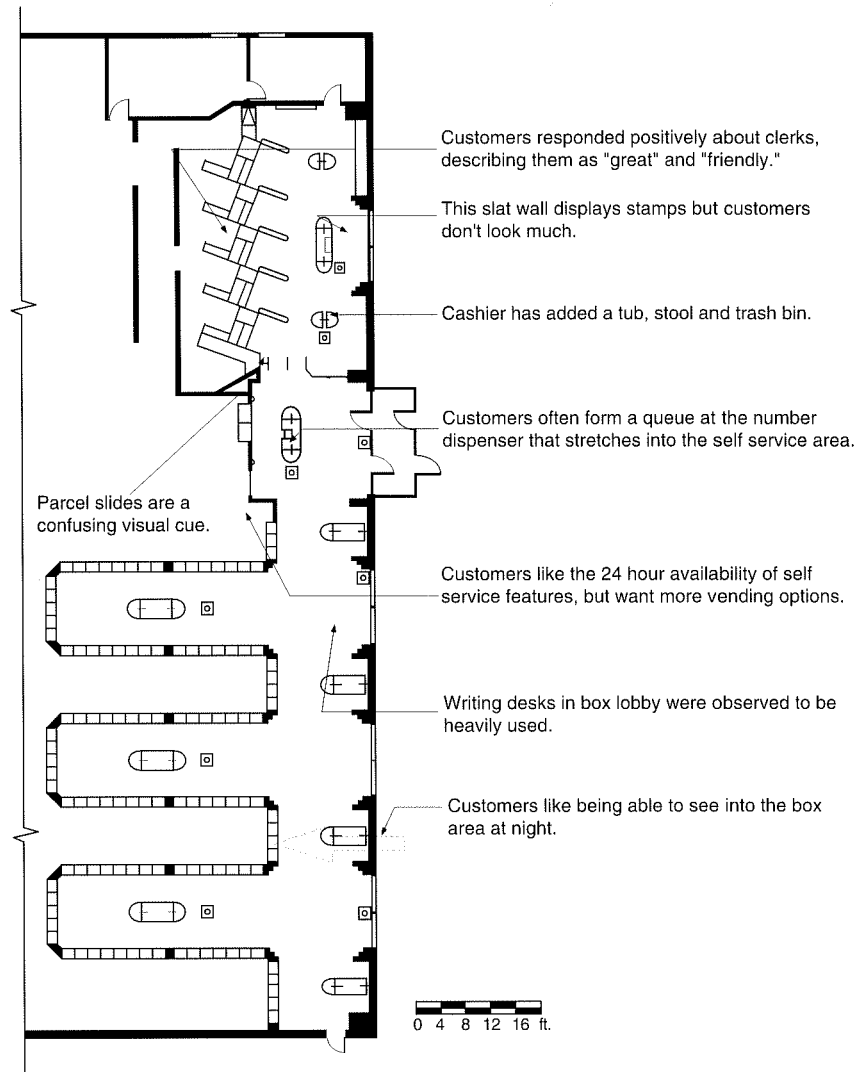 Customers responded positively about clerks,
describing them as "great" and "friendly."
This slat wall displays stamps but customers
don't look much.
Cashier has added a tub, stool and trash bin.
Customers often form a queue at the number
dispenser that stretches into the self service area.
Parcel slides are a
confusing visual cue.
Customers like the 24 hour availability of self
service features, but want more vending options.
Writing desks in box lobby were observed to be
heavily used.
Customers like being able to see into the box
area at night.
0 4 8 12 16 ft.